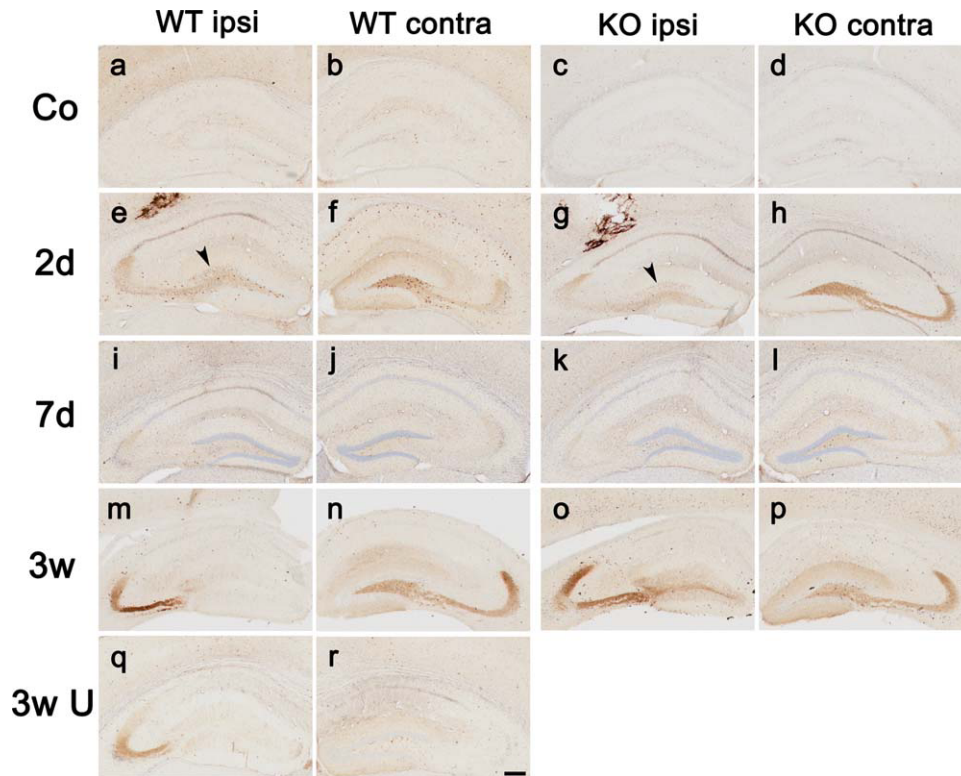 WT ipsi WT contra KO ipsi KO contra
Co a b c d
2d e f g h
7d i j k l
3w m n o p
3w U q r